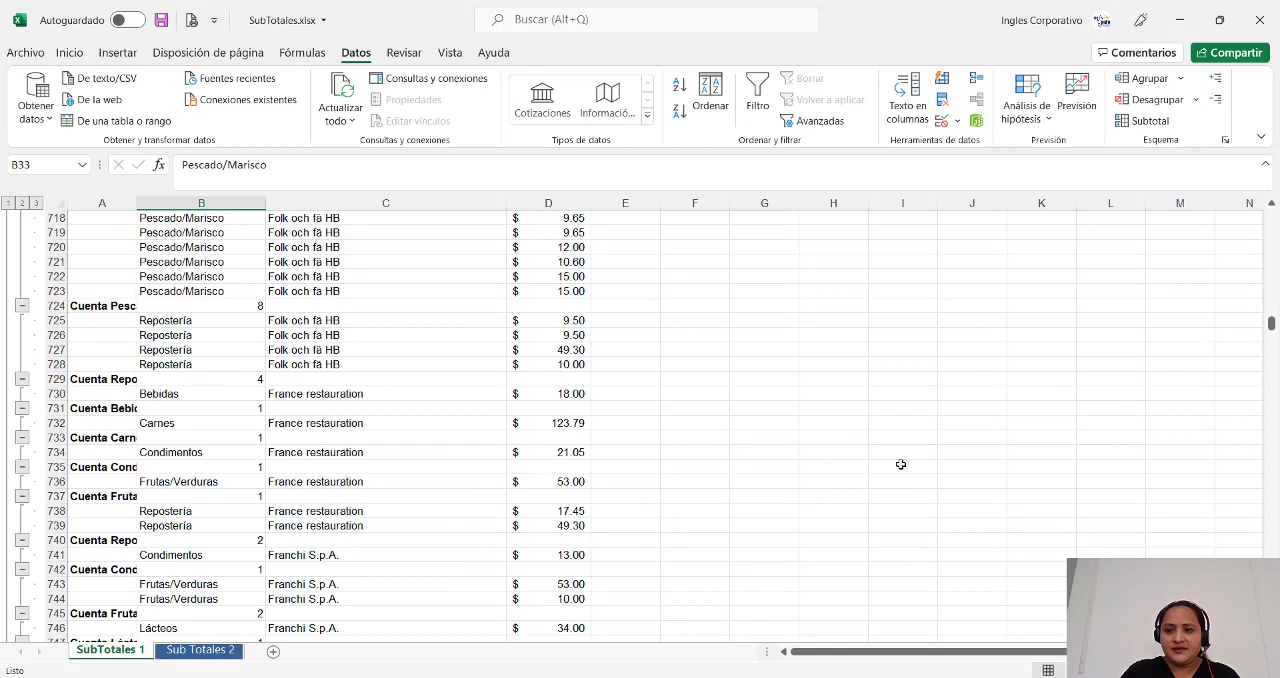 Autoguardado SubTotales.xlsx Buscar (Alt+Q) Ingles Corporativo
Archivo Inicio Insertar Disposición de página Fórmulas Datos Revisar Vista Ayuda Comentarios Compartir
Obtener datos
De texto/CSV
De la web
De una tabla o rango
Fuentes recientes
Conexiones existentes
Obtener y transformar datos
Actualizar todo
Consultas y conexiones
Propiedades
Editar vínculos
Consultas y conexiones
Cotizaciones Informació...
Tipos de datos
Ordenar
Filtro
Borrar
Volver a aplicar
Avanzadas
Ordenar y filtrar
Texto en columnas
Herramientas de datos
Análisis de hipótesis
Previsión
Previsión
Agrupar
Desagrupar
Subtotal
Esquema
B33 fx Pescado/Marisco
1 2 3 A B C D E F G H I J K L M N
718 Pescado/Marisco Folk och fä HB $ 9.65
719 Pescado/Marisco Folk och fä HB $ 9.65
720 Pescado/Marisco Folk och fä HB $ 12.00
721 Pescado/Marisco Folk och fä HB $ 10.60
722 Pescado/Marisco Folk och fä HB $ 15.00
723 Pescado/Marisco Folk och fä HB $ 15.00
724 Cuenta Pesc 8
725 Repostería Folk och fä HB $ 9.50
726 Repostería Folk och fä HB $ 9.50
727 Repostería Folk och fä HB $ 49.30
728 Repostería Folk och fä HB $ 10.00
729 Cuenta Repo 4
730 Bebidas France restauration $ 18.00
731 Cuenta Bebi 1
732 Carnes France restauration $ 123.79
733 Cuenta Carn 1
734 Condimentos France restauration $ 21.05
735 Cuenta Cond 1
736 Frutas/Verduras France restauration $ 53.00
737 Cuenta Fruta 1
738 Repostería France restauration $ 17.45
739 Repostería France restauration $ 49.30
740 Cuenta Repo 2
741 Condimentos Franchi S.p.A. $ 13.00
742 Cuenta Cond 1
743 Frutas/Verduras Franchi S.p.A. $ 53.00
744 Frutas/Verduras Franchi S.p.A. $ 10.00
745 Cuenta Fruta 2
746 Lácteos Franchi S.p.A. $ 34.00
SubTotales 1 Sub Totales 2
Listo